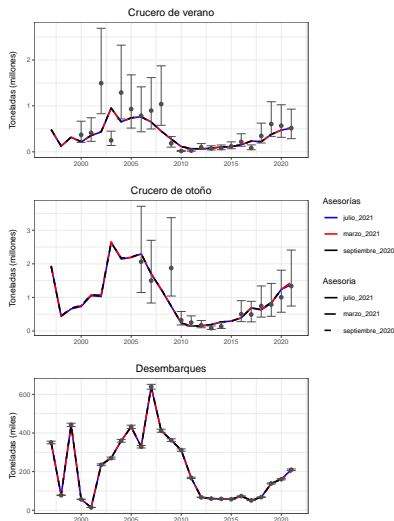 Crucero de verano
Toneladas (millones)
2
1
0
2000
2005
2010
2015
2020
Crucero de otoño
Toneladas (millones)
3
2
1
0
2000
2005
2010
2015
2020
Desembarques
Toneladas (miles)
600
400
200
0
2000
2005
2010
2015
2020
Asesorías
julio_2021
marzo_2021
septiembre_2020
Asesoria
julio_2021
marzo_2021
septiembre_2020